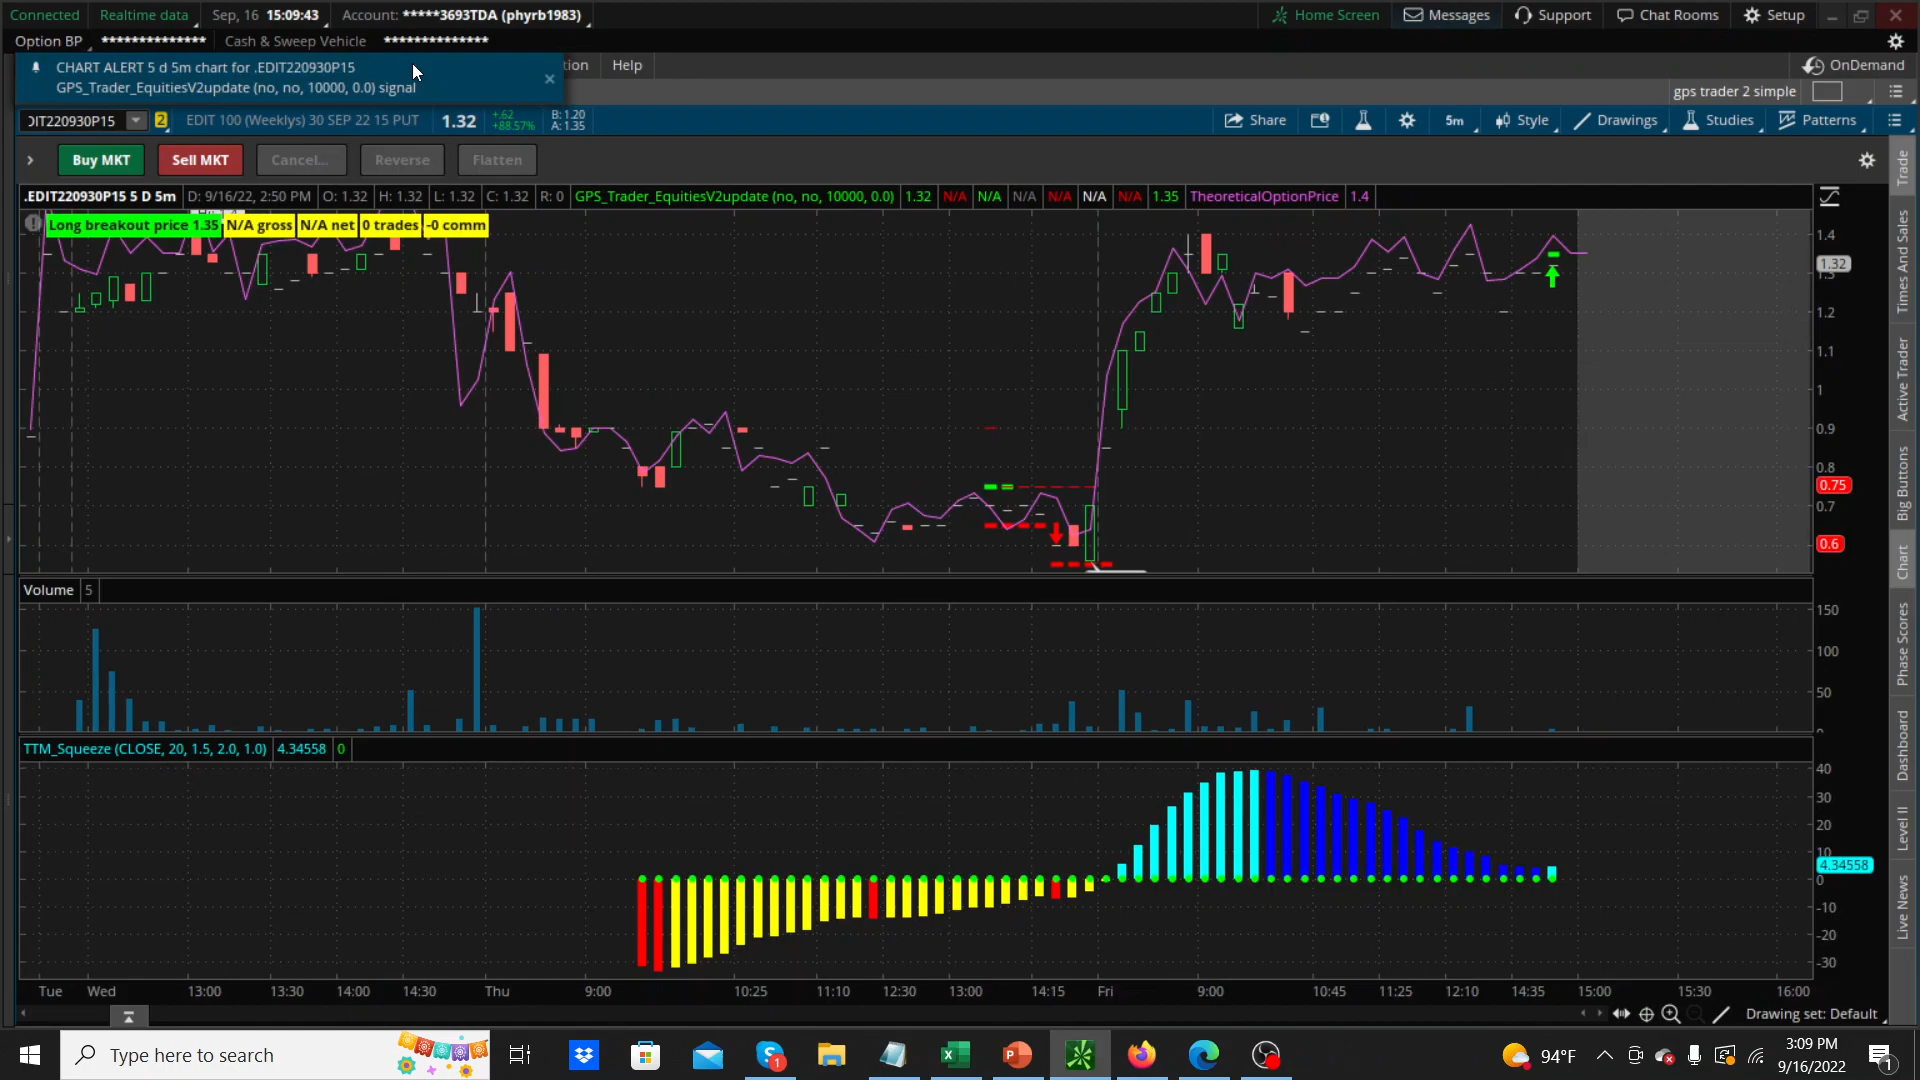 Connected Realtime data Sep, 16 15:09:43 Account: *****3693TDA (phyrb1983) Home Screen Messages Support Chat Rooms Setup
Option BP ************** Cash & Sweep Vehicle **************
CHART ALERT 5 d 5m chart for .EDIT220930P15
GPS_Trader_EquitiesV2update (no, no, 10000, 0.0) signal
tion Help OnDemand
gps trader 2 simple
)IT220930P15 2 EDIT 100 (Weeklys) 30 SEP 22 15 PUT 1.32 +.62 +88.57% B: 1.20 A: 1.35 Share 5m Style Drawings Studies Patterns
Buy MKT Sell MKT Cancel... Reverse Flatten
.EDIT220930P15 5 D 5m D: 9/16/22, 2:50 PM O: 1.32 H: 1.32 L: 1.32 C: 1.32 R: 0 GPS_Trader_EquitiesV2update (no, no, 10000, 0.0) 1.32 N/A N/A N/A N/A N/A N/A 1.35 TheoreticalOptionPrice 1.4
Long breakout price 1.35 N/A gross N/A net 0 trades -0 comm
1.4
1.32
1.2
1.1
1
0.9
0.8
0.75
0.7
0.6
Volume 5
150
100
50
TTM_Squeeze (CLOSE, 20, 1.5, 2.0, 1.0) 4.34558 0
40
30
20
10
4.34558
0
-10
-20
-30
Tue Wed 13:00 13:30 14:00 14:30 Thu 9:00 10:25 11:10 12:30 13:00 14:15 Fri 9:00 10:45 11:25 12:10 14:35 15:00 15:30 16:00
Drawing set: Default
Trade
Times And Sales
Active Trader
Big Buttons
Chart
Phase Scores
Dashboard
Level II
Live News
Type here to search
1
94°F
3:09 PM
9/16/2022
1